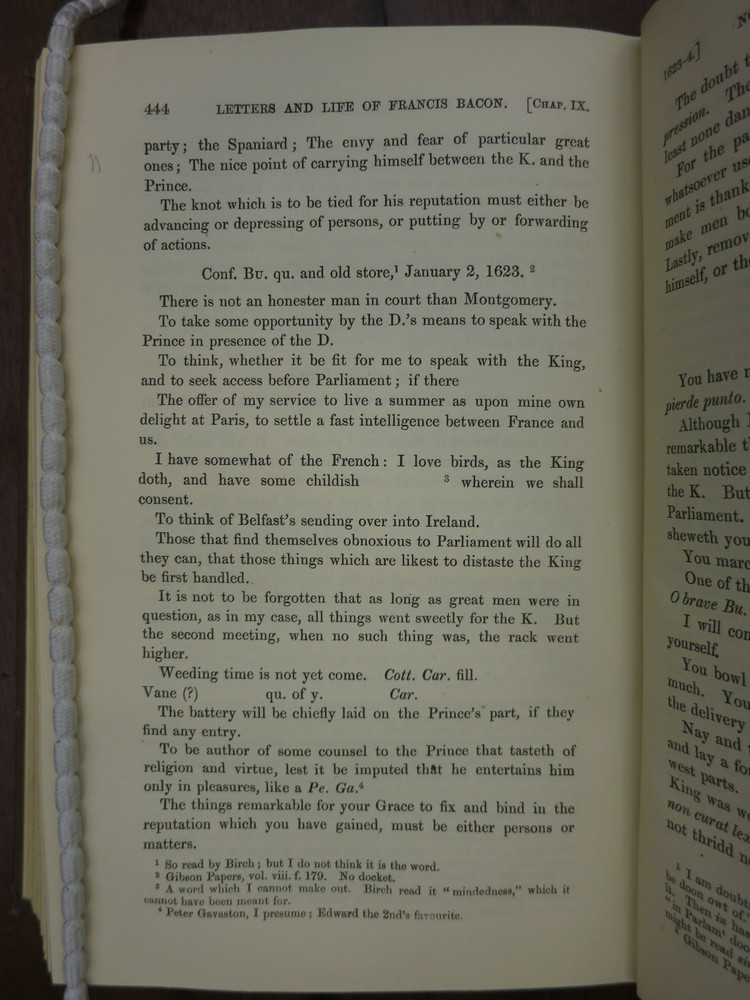 444 LETTERS AND LIFE OF FRANCIS BACON. [CHAP. IX.
party; the Spaniard; The envy and fear of particular great
ones; The nice point of carrying himself between the K. and the
Prince.
The knot which is to be tied for his reputation must either be
advancing or depressing of persons, or putting by or forwarding
of actions.
Conf. Bu. qu. and old store,¹ January 2, 1623. ²
There is not an honester man in court than Montgomery.
To take some opportunity by the D.'s means to speak with the
Prince in presence of the D.
To think, whether it be fit for me to speak with the King,
and to seek access before Parliament; if there
The offer of my service to live a summer as upon mine own
delight at Paris, to settle a fast intelligence between France and
us.
I have somewhat of the French: I love birds, as the King
doth, and have some childish ³ wherein we shall
consent.
To think of Belfast's sending over into Ireland.
Those that find themselves obnoxious to Parliament will do all
they can, that those things which are likest to distaste the King
be first handled.
It is not to be forgotten that as long as great men were in
question, as in my case, all things went sweetly for the K. But
the second meeting, when no such thing was, the rack went
higher.
Weeding time is not yet come. Cott. Car. fill.
Vane (?) qu. of y. Car.
The battery will be chiefly laid on the Prince's part, if they
find any entry.
To be author of some counsel to the Prince that tasteth of
religion and virtue, lest it be imputed that he entertains him
only in pleasures, like a Pe. Ga.⁴
The things remarkable for your Grace to fix and bind in the
reputation which you have gained, must be either persons or
matters.
¹ So read by Birch; but I do not think it is the word.
² Gibson Papers, vol. viii. f. 179. No docket.
³ A word which I cannot make out. Birch read it "mindedness," which it
cannot have been meant for.
⁴ Peter Gavaston, I presume; Edward the 2nd's favourite.
1623-4.]
The doubt
pression. The
least none dan
For the pa
whatsoever us
ment is thank
make men bo
Lastly, remov
himself, or th
You have
pierde punto.
Although
remarkable t
taken notice
the K. But
Parliament.
sheweth you
You marc
One of th
O brave Bu.
I will con
yourself.
You bowl
much. You
the delivery
Nay and
and lay a fo
west parts.
King was w
non curat lex
not thridd n
¹ I am doubt
be doon owt of
it. Then is has
"in Parlamt doo
might be read
² Gibson Pape